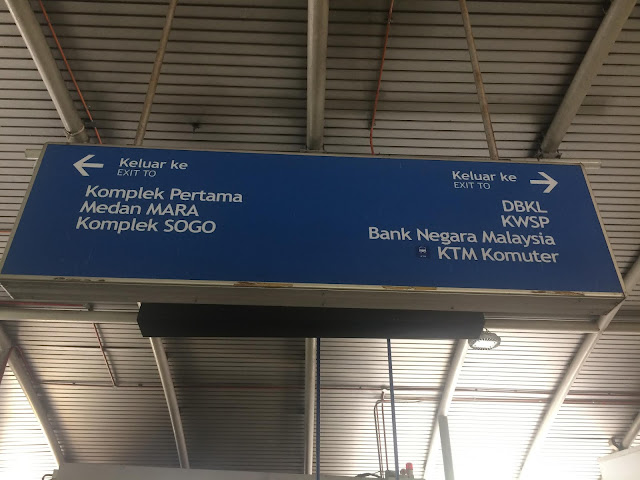 Keluar ke
EXIT TO
Komplek Pertama
Medan MARA
Komplek SOGO
Keluar ke
EXIT TO
DBKL
KWSP
Bank Negara Malaysia
KTM Komuter